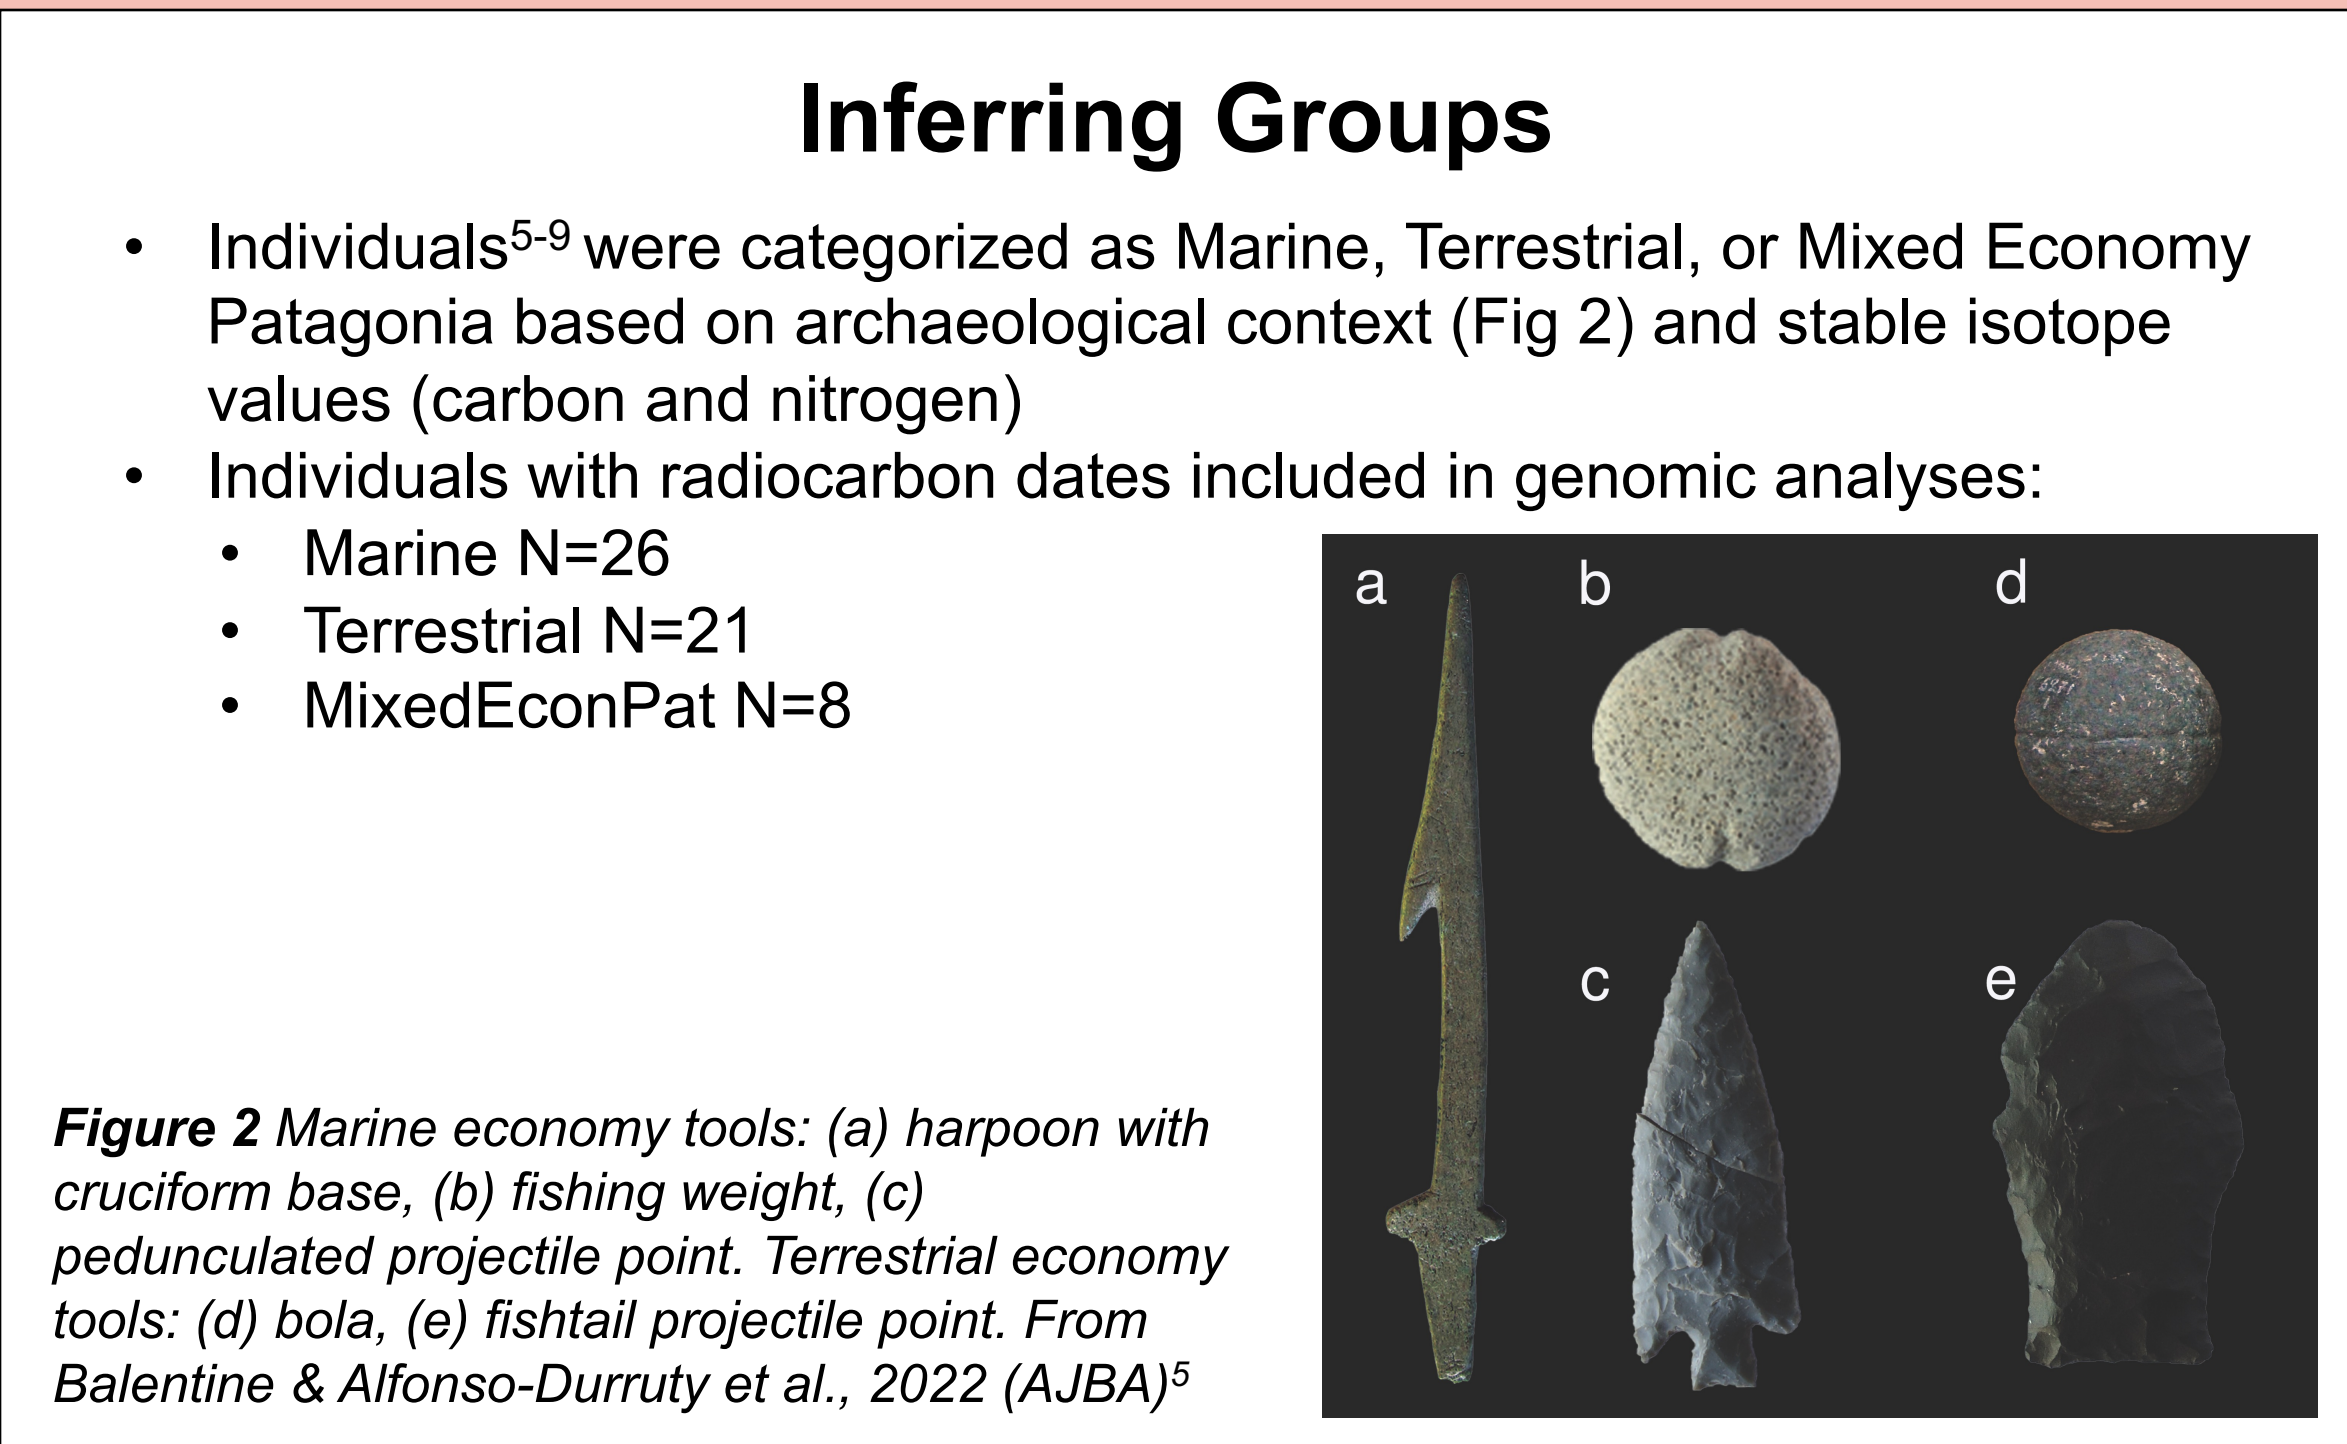 Inferring Groups
• Individuals5-9 were categorized as Marine, Terrestrial, or Mixed Economy
Patagonia based on archaeological context (Fig 2) and stable isotope
values (carbon and nitrogen)
• Individuals with radiocarbon dates included in genomic analyses:
• Marine N=26
• Terrestrial N=21
• MixedEconPat N=8
a
b
d
c
e
Figure 2 Marine economy tools: (a) harpoon with
cruciform base, (b) fishing weight, (c)
pedunculated projectile point. Terrestrial economy
tools: (d) bola, (e) fishtail projectile point. From
Balentine & Alfonso-Durruty et al., 2022 (AJBA)5